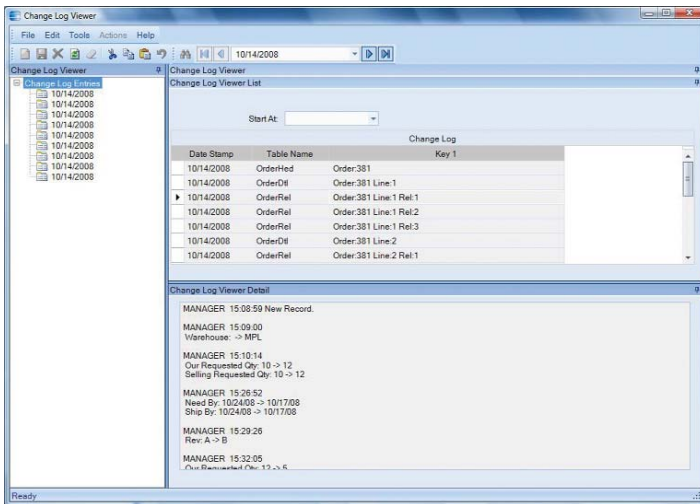 Change Log Viewer
File Edit Tools Actions Help
10/14/2008
Change Log Viewer
Change Log Entries
10/14/2008
10/14/2008
10/14/2008
10/14/2008
10/14/2008
10/14/2008
10/14/2008
10/14/2008
10/14/2008
Change Log Viewer
Change Log Viewer List
Start At:
Change Log
Date Stamp Table Name Key 1
10/14/2008 OrderHed Order:381
10/14/2008 OrderDtl Order:381 Line:1
10/14/2008 OrderRel Order:381 Line:1 Rel:1
10/14/2008 OrderRel Order:381 Line:1 Rel:2
10/14/2008 OrderRel Order:381 Line:1 Rel:3
10/14/2008 OrderDtl Order:381 Line:2
10/14/2008 OrderRel Order:381 Line:2 Rel:1
Change Log Viewer Detail
MANAGER 15:08:59 New Record.
MANAGER 15:09:00
Warehouse: -> MPL
MANAGER 15:10:14
Our Requested Qty: 10 -> 12
Selling Requested Qty: 10 -> 12
MANAGER 15:26:52
Need By: 10/24/08 -> 10/17/08
Ship By: 10/24/08 -> 10/17/08
MANAGER 15:29:26
Rev: A -> B
MANAGER 15:32:05
Our Requested Qty: 12 -> 5
Ready